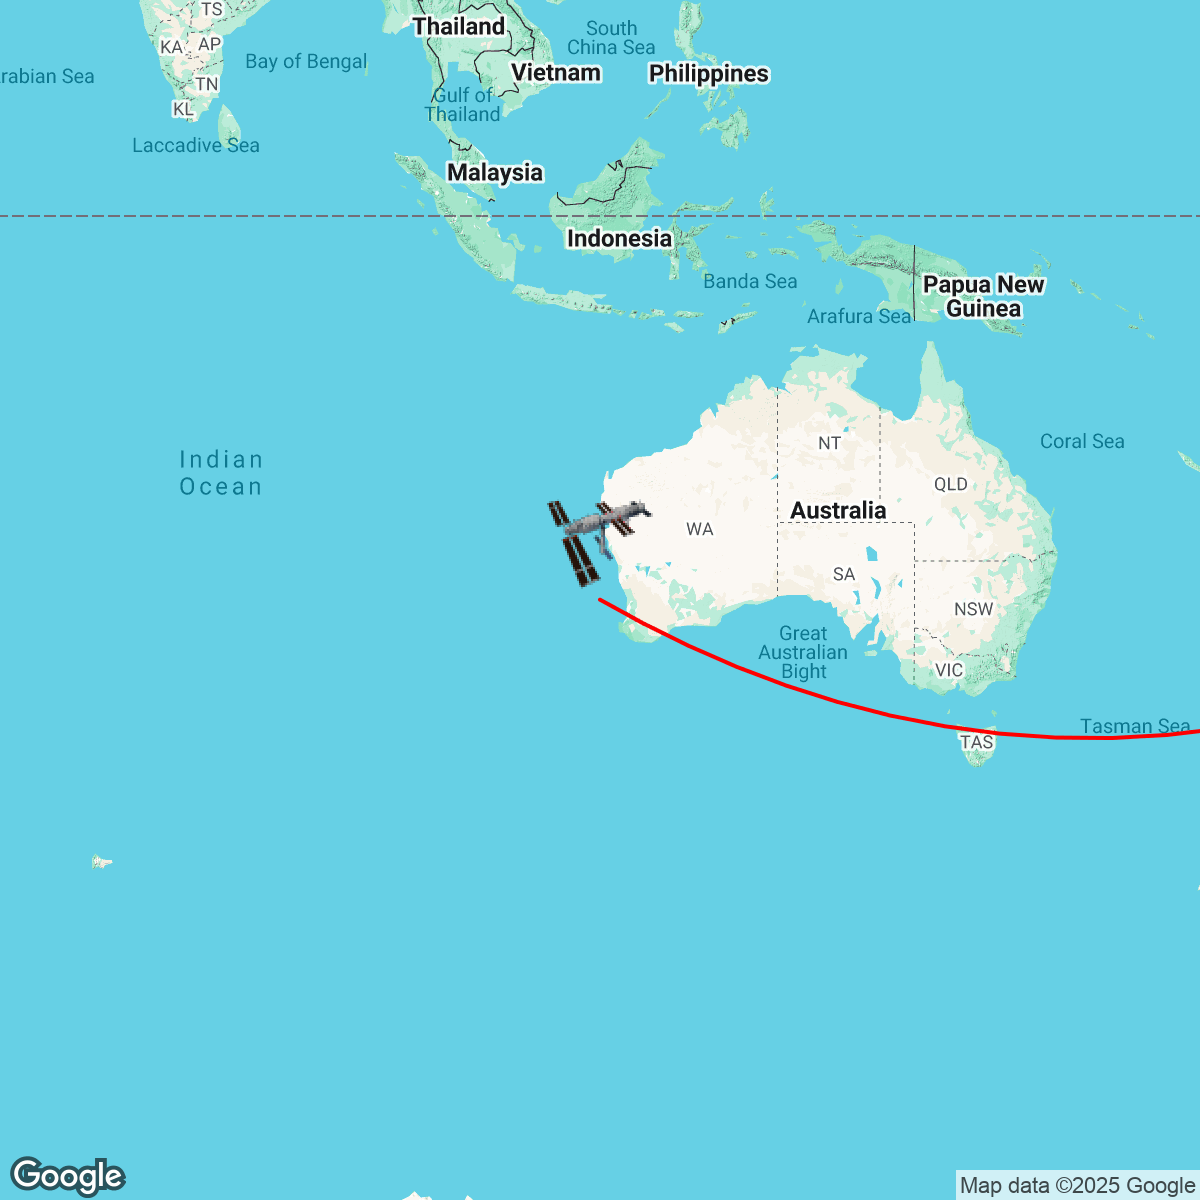 TS
Thailand
South
China Sea
KA
AP
Bay of Bengal
Vietnam
Philippines
rabian Sea
TN
Gulf of
Thailand
KL
Laccadive Sea
Malaysia
Indonesia
Banda Sea
Papua New
Guinea
Arafura Sea
NT
Coral Sea
Indian
Ocean
QLD
Australia
WA
SA
NSW
Great
Australian
Bight
VIC
Tasman Sea
TAS
Google
Map data ©2025 Google